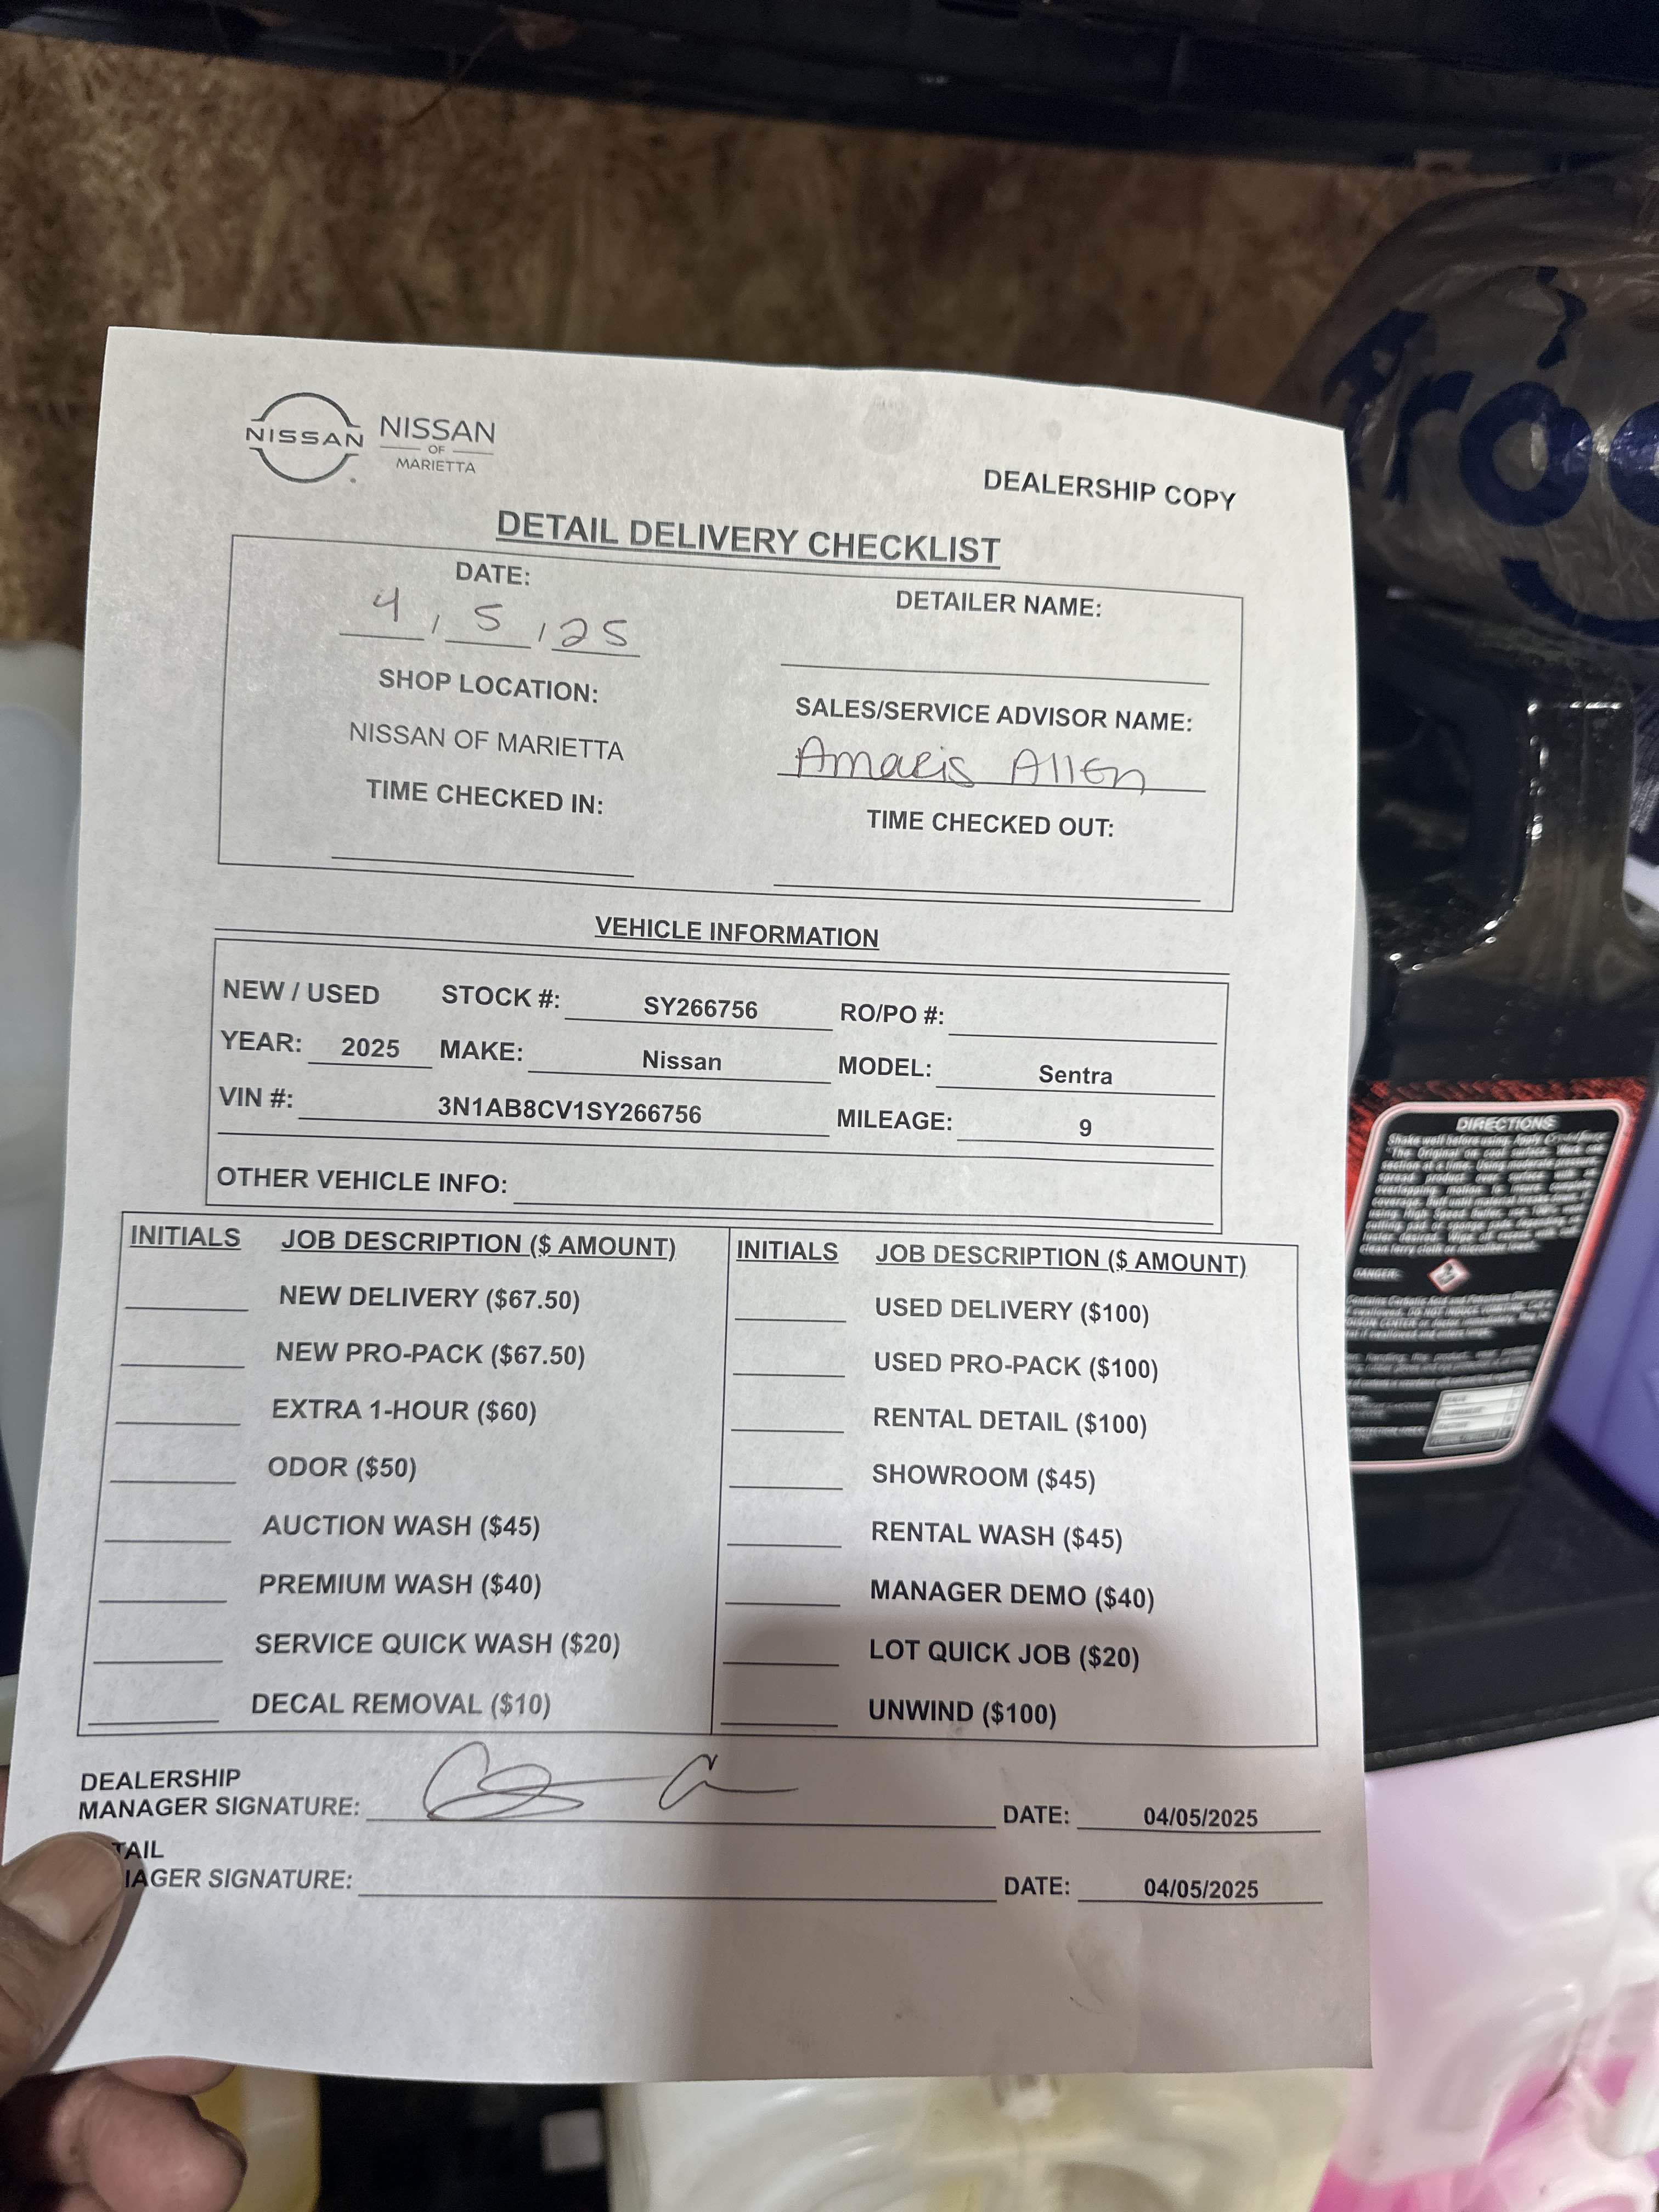 NISSAN
NISSAN
OF
MARIETTA
DEALERSHIP COPY
DETAIL DELIVERY CHECKLIST
DATE:
4 / 5 / 25
DETAILER NAME:
SHOP LOCATION:
NISSAN OF MARIETTA
SALES/SERVICE ADVISOR NAME:
Amaris Allen
TIME CHECKED IN:
TIME CHECKED OUT:
VEHICLE INFORMATION
NEW / USED STOCK #: SY266756 RO/PO #:
YEAR: 2025 MAKE: Nissan MODEL: Sentra
VIN #: 3N1AB8CV1SY266756 MILEAGE: 9
OTHER VEHICLE INFO:
INITIALS JOB DESCRIPTION ($ AMOUNT) INITIALS JOB DESCRIPTION ($ AMOUNT)
NEW DELIVERY ($67.50) USED DELIVERY ($100)
NEW PRO-PACK ($67.50) USED PRO-PACK ($100)
EXTRA 1-HOUR ($60) RENTAL DETAIL ($100)
ODOR ($50) SHOWROOM ($45)
AUCTION WASH ($45) RENTAL WASH ($45)
PREMIUM WASH ($40) MANAGER DEMO ($40)
SERVICE QUICK WASH ($20) LOT QUICK JOB ($20)
DECAL REMOVAL ($10) UNWIND ($100)
DEALERSHIP
MANAGER SIGNATURE: DATE: 04/05/2025
TAIL
AGER SIGNATURE: DATE: 04/05/2025
DIRECTIONS
Shake well before using. Apply
DANGER: